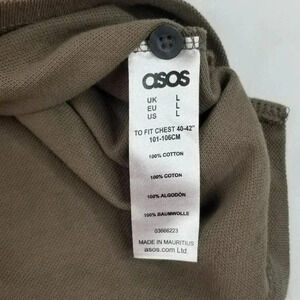 asos
UK L
EU L
US L
TO FIT CHEST 40-42"
101-106CM
100% COTTON
100% COTON
100% ALGODÓN
100% BAUMWOLLE
03666223
MADE IN MAURITIUS
asos.com Ltd.